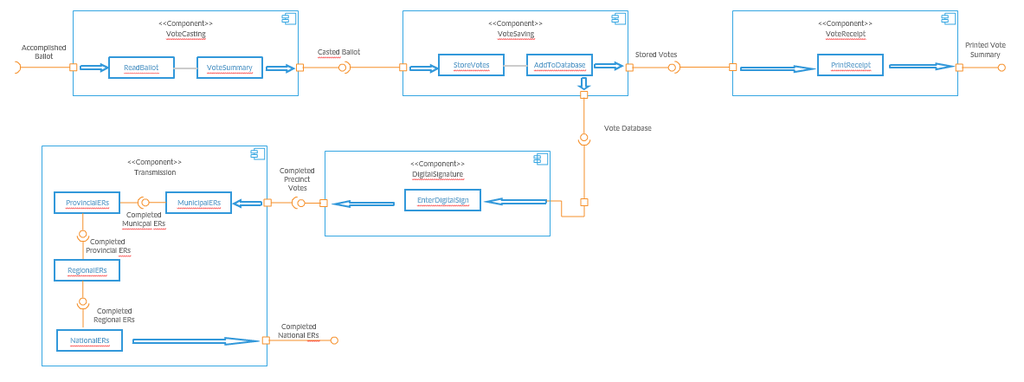 <<Component>>
VoteCasting
Accomplished
Ballot
ReadBallot
VoteSummary
Casted Ballot
<<Component>>
VoteSaving
StoreVotes
AddToDatabase
Stored Votes
<<Component>>
VoteReceipt
PrintReceipt
Printed Vote
Summary
Vote Database
<<Component>>
Transmission
ProvincialERs
MunicipalERs
Completed
Municpal ERs
Completed
Provincial ERs
RegionalERs
Completed
Regional ERs
NationalERs
Completed
Precinct
Votes
<<Component>>
DigitalSignature
EnterDigitalSign
Completed
National ERs